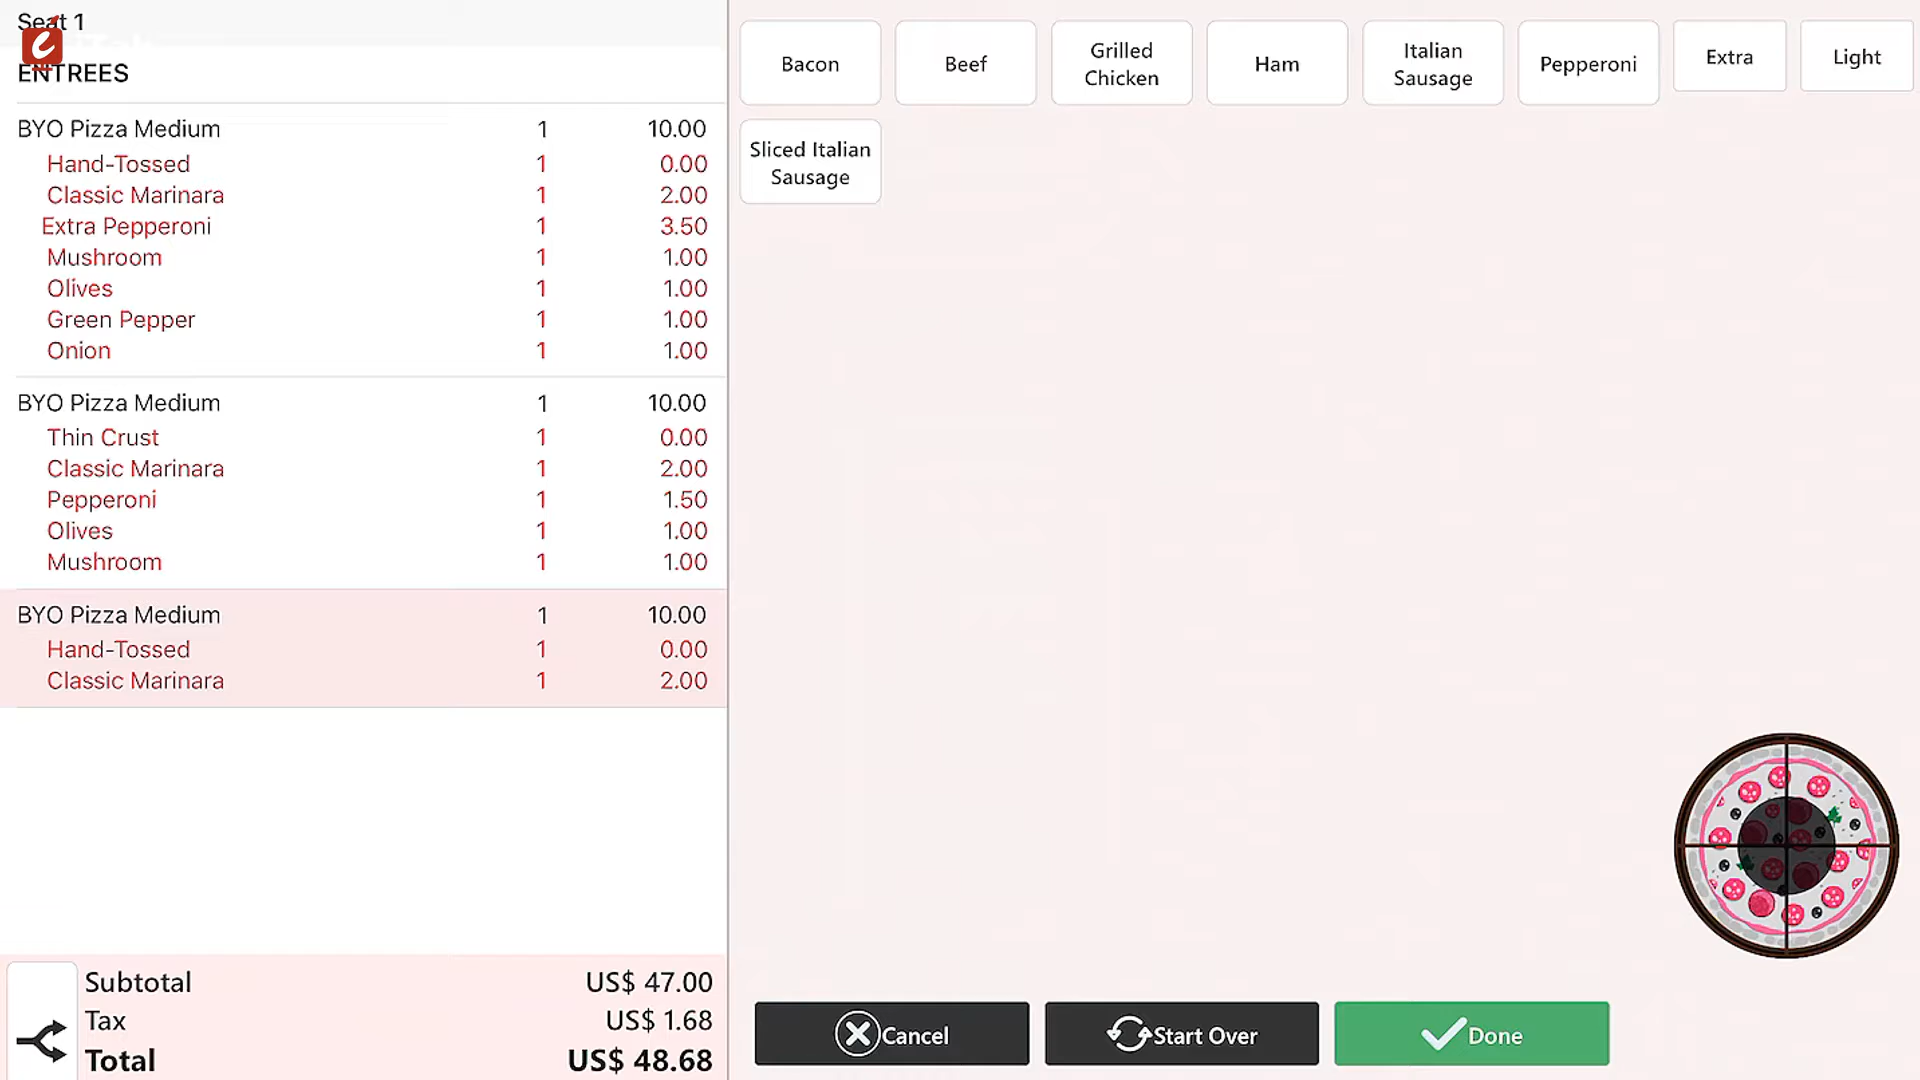 Seat 1
ENTREES
BYO Pizza Medium 1 10.00
Hand-Tossed 1 0.00
Classic Marinara 1 2.00
Extra Pepperoni 1 3.50
Mushroom 1 1.00
Olives 1 1.00
Green Pepper 1 1.00
Onion 1 1.00
BYO Pizza Medium 1 10.00
Thin Crust 1 0.00
Classic Marinara 1 2.00
Pepperoni 1 1.50
Olives 1 1.00
Mushroom 1 1.00
BYO Pizza Medium 1 10.00
Hand-Tossed 1 0.00
Classic Marinara 1 2.00
Subtotal US$ 47.00
Tax US$ 1.68
Total US$ 48.68
Bacon
Beef
Grilled
Chicken
Ham
Italian
Sausage
Pepperoni
Extra
Light
Sliced Italian
Sausage
Cancel
Start Over
Done